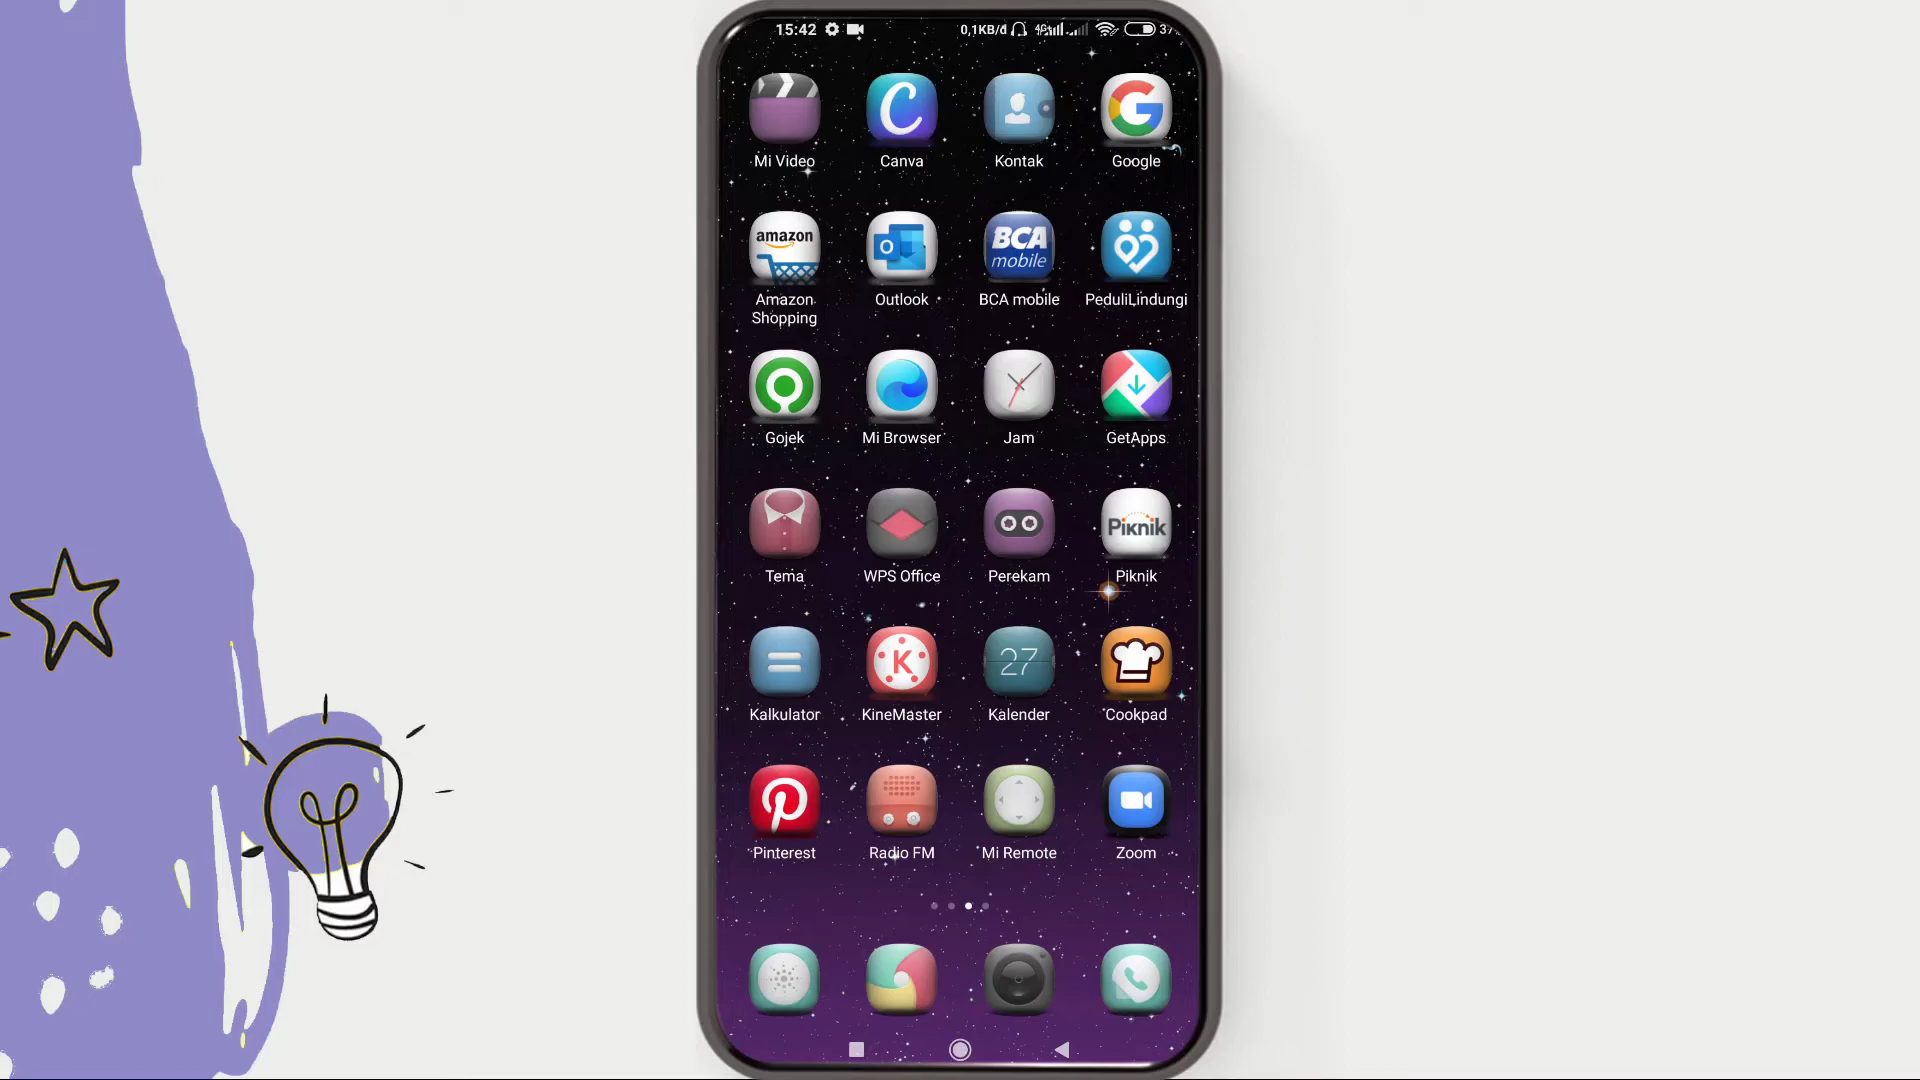 15:42 0,1KB/d 4G 37
Mi Video Canva Kontak Google
amazon BCA mobile
Amazon Shopping Outlook BCA mobile PeduliLindungi
Gojek Mi Browser Jam GetApps
Piknik
Tema WPS Office Perekam Piknik
K 27
Kalkulator KineMaster Kalender Cookpad
Pinterest Radio FM Mi Remote Zoom